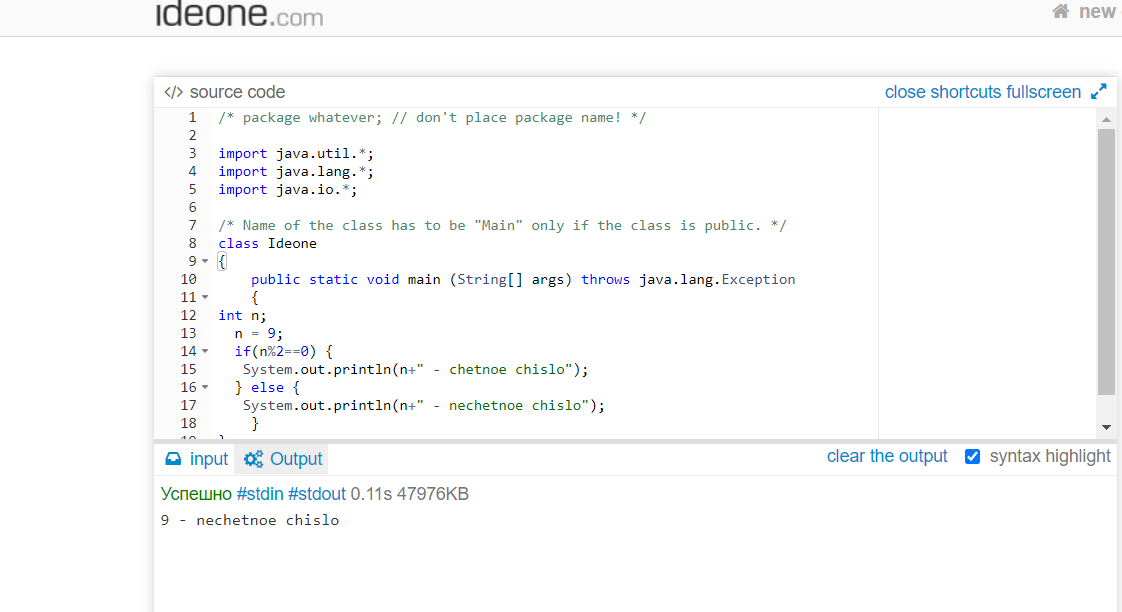 ideone.com
new
</> source code
close shortcuts fullscreen
1 /* package whatever; // don't place package name! */
2
3 import java.util.*;
4 import java.lang.*;
5 import java.io.*;
6
7 /* Name of the class has to be "Main" only if the class is public. */
8 class Ideone
9 {
10 public static void main (String[] args) throws java.lang.Exception
11 {
12 int n;
13 n = 9;
14 if(n%2==0) {
15 System.out.println(n+" - chetnoe chislo");
16 } else {
17 System.out.println(n+" - nechetnoe chislo");
18 }
19 }
input Output
clear the output syntax highlight
Успешно #stdin #stdout 0.11s 47976KB
9 - nechetnoe chislo